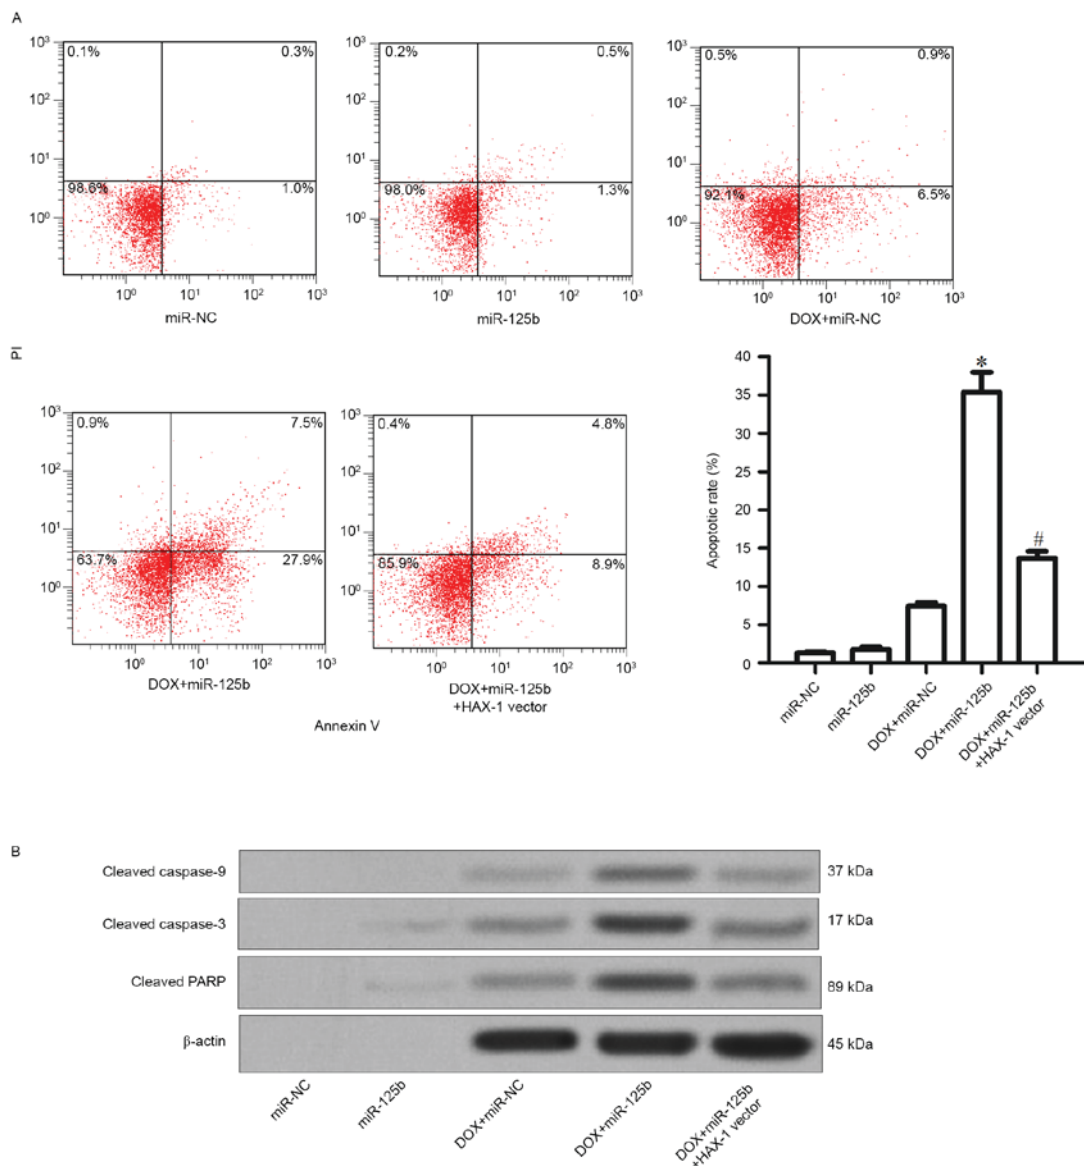 A
10³
0.1%
0.3%
10²
10¹
98.6%
1.0%
10⁰
10⁰
10¹
10²
10³
miR-NC
10³
0.2%
0.5%
10²
10¹
98.0%
1.3%
10⁰
10⁰
10¹
10²
10³
miR-125b
10³
0.5%
0.9%
10²
10¹
92.1%
6.5%
10⁰
10⁰
10¹
10²
10³
DOX+miR-NC
PI
10³
0.9%
7.5%
10²
10¹
63.7%
27.9%
10⁰
10⁰
10¹
10²
10³
DOX+miR-125b
10³
0.4%
4.8%
10²
10¹
85.9%
8.9%
10⁰
10⁰
10¹
10²
10³
DOX+miR-125b
+HAX-1 vector
Annexin V
Apoptotic rate (%)
40
35
30
25
20
15
10
5
0
*
#
miR-NC
miR-125b
DOX+miR-NC
DOX+miR-125b
DOX+miR-125b
+HAX-1 vector
B
Cleaved caspase-9
37 kDa
Cleaved caspase-3
17 kDa
Cleaved PARP
89 kDa
β-actin
45 kDa
miR-NC
miR-125b
DOX+miR-NC
DOX+miR-125b
DOX+miR-125b
+HAX-1 vector